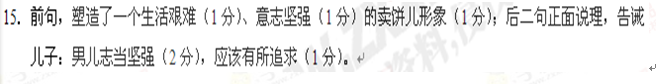 15. 前句，塑造了一个生活艰难（1 分）、意志坚强（1 分）的卖饼儿形象（1 分）；后二句正面说理，告诫
儿子：男儿志当坚强（2 分），应该有所追求（1 分）。